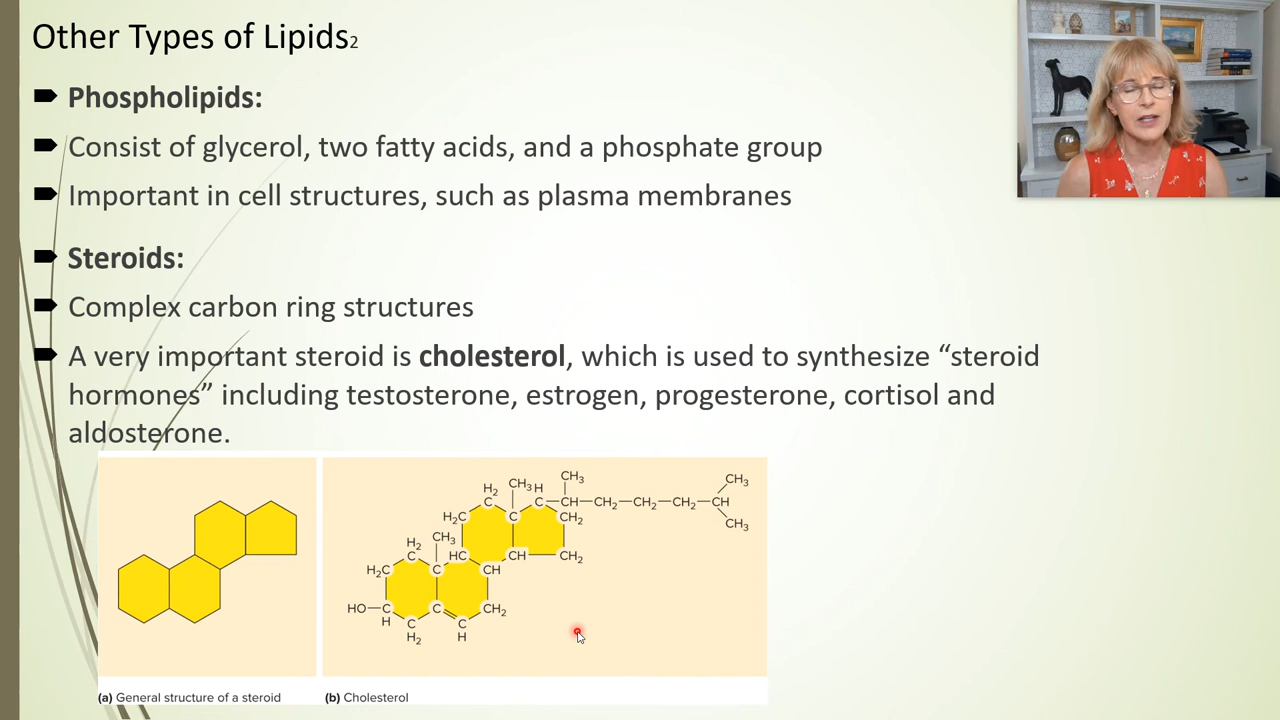 Other Types of Lipids2
Phospholipids:
Consist of glycerol, two fatty acids, and a phosphate group
Important in cell structures, such as plasma membranes
Steroids:
Complex carbon ring structures
A very important steroid is cholesterol, which is used to synthesize “steroid
hormones” including testosterone, estrogen, progesterone, cortisol and
aldosterone.
CH3
CH3
H2 CH3 H
C C—CH—CH2—CH2—CH2—CH
H2C C CH2
CH3
H2 CH3
C HC CH CH2
H2C C CH
HO—C C CH2
H C C
H2 H
(a) General structure of a steroid
(b) Cholesterol